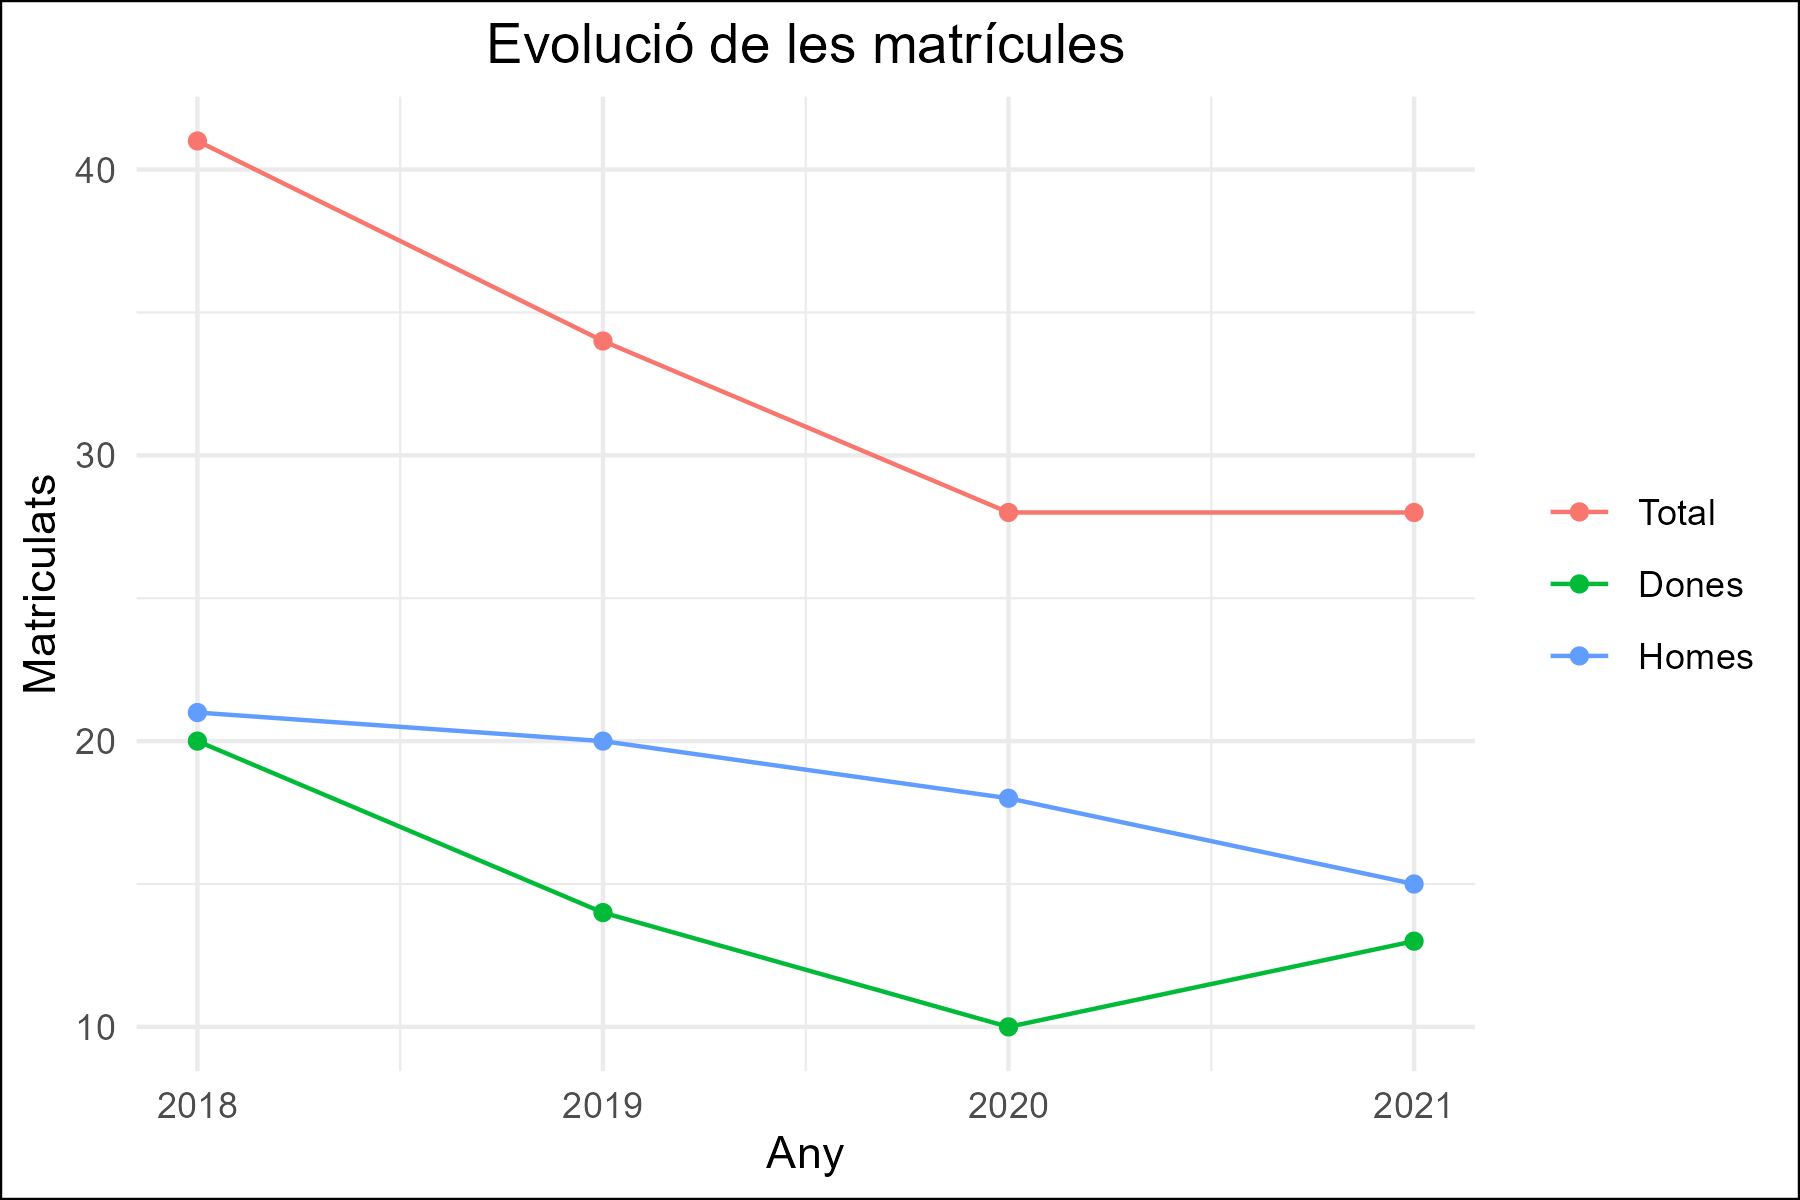 Evolució de les matrícules
40
30
20
10
Matriculats
2018 2019 2020 2021
Any
Total
Dones
Homes